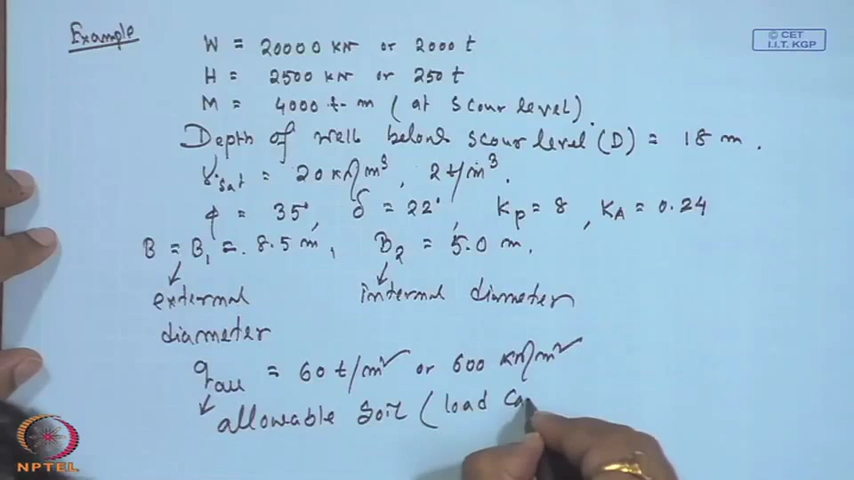 Example
© CET
I.I.T. KGP
W = 20000 kN or 2000 t
H = 2500 kN or 250 t
M = 4000 t-m (at scour level).
Depth of well below scour level (D) = 18 m.
γsat = 20 kN/m³, 2 t/m³.
φ = 35°, δ = 22°, Kp = 8, KA = 0.24
B = B1 = 8.5 m, B2 = 5.0 m.
external internal diameter
diameter
qall = 60 t/m² or 600 kN/m²
allowable soil (load ca
NPTEL